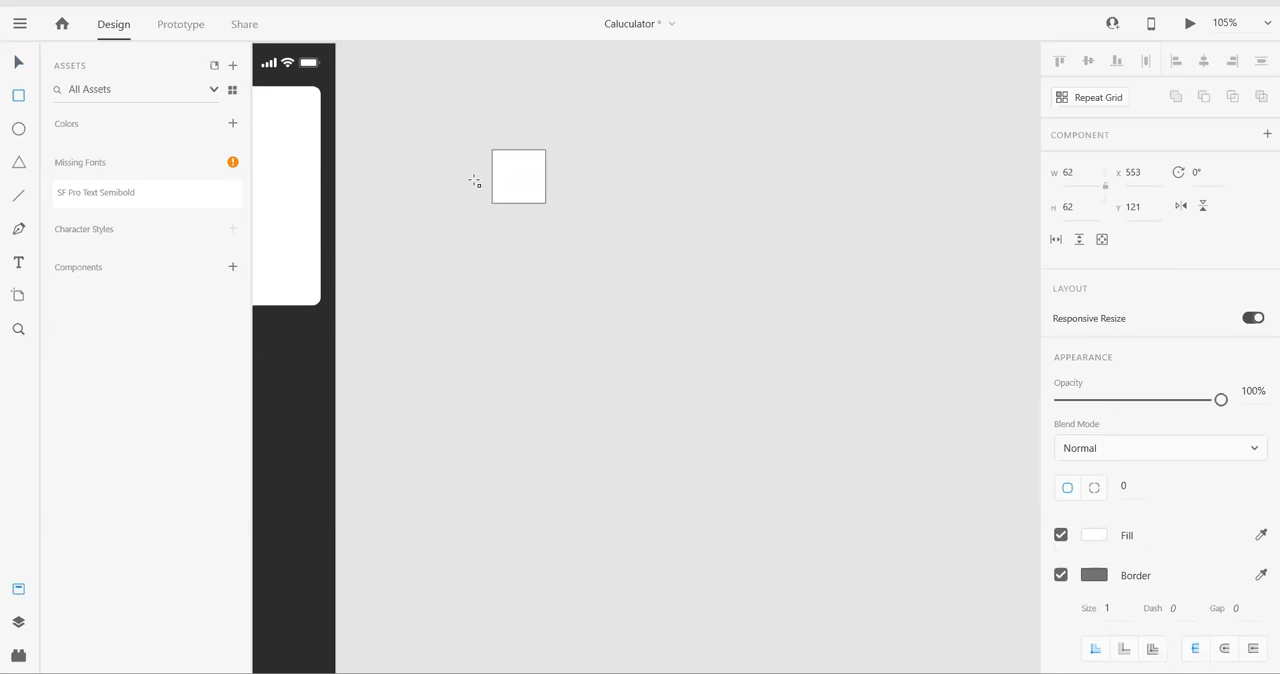 Design
Prototype
Share
Caluculator *
105%
ASSETS
All Assets
Colors
Missing Fonts
SF Pro Text Semibold
Character Styles
Components
Repeat Grid
COMPONENT
W 62
X 553
0°
H 62
Y 121
LAYOUT
Responsive Resize
APPEARANCE
Opacity
100%
Blend Mode
Normal
0
Fill
Border
Size 1
Dash 0
Gap 0